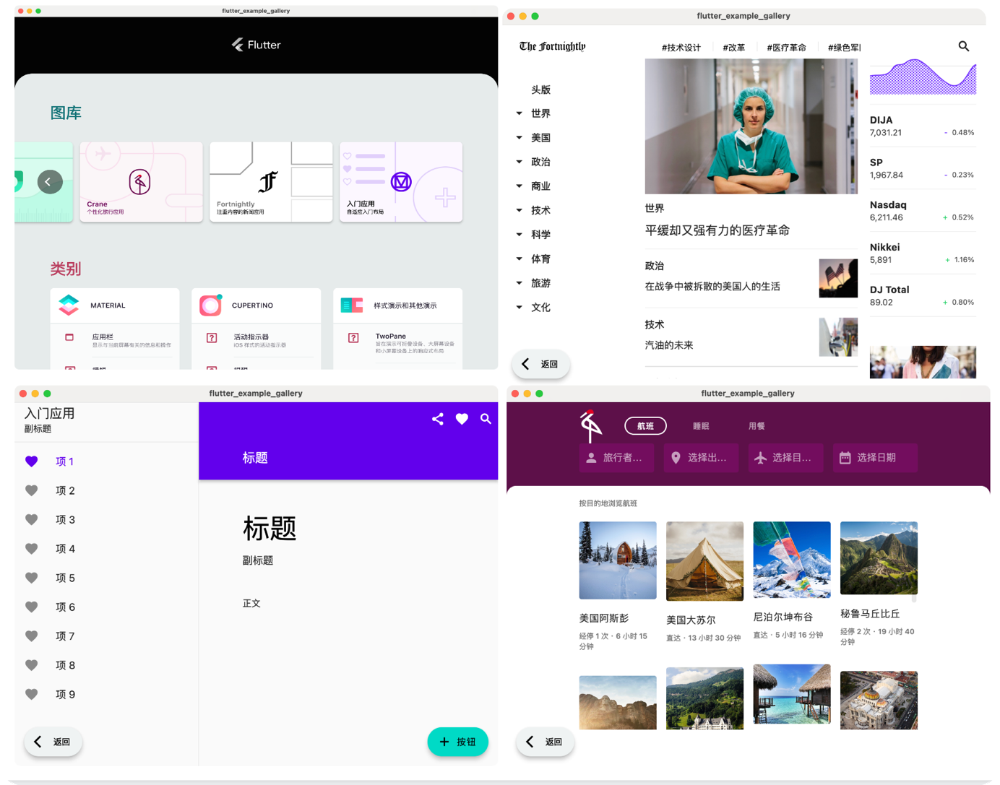 flutter_example_gallery
Flutter
图库
Crane
个性化旅行应用
Fortnightly
注重内容的新闻应用
入门应用
自适应入门布局
类别
MATERIAL
应用栏
显示与当前屏幕有关的信息和操作
CUPERTINO
活动指示器
iOS 样式的活动指示器
样式演示和其他演示
TwoPane
旨在演示可折叠设备、大屏幕设备
和小屏幕设备上的响应式布局
flutter_example_gallery
The Fortnightly
#技术设计
#改革
#医疗革命
#绿色军
头版
世界
美国
政治
商业
技术
科学
体育
旅游
文化
返回
世界
平缓却又强有力的医疗革命
政治
在战争中被拆散的美国人的生活
技术
汽油的未来
DIJA
7,031.21 - 0.48%
SP
1,967.84 - 0.23%
Nasdaq
6,211.46 + 0.52%
Nikkei
5,891 + 1.16%
DJ Total
89.02 + 0.80%
flutter_example_gallery
入门应用
副标题
项 1
项 2
项 3
项 4
项 5
项 6
项 7
项 8
项 9
返回
标题
标题
副标题
正文
+ 按钮
flutter_example_gallery
航班
睡眠
用餐
旅行者...
选择出...
选择目...
选择日期
按目的地浏览航班
美国阿斯彭
经停 1 次 · 6 小时 15
分钟
美国大苏尔
直达 · 13 小时 30 分钟
尼泊尔坤布谷
直达 · 5 小时 16 分钟
秘鲁马丘比丘
经停 2 次 · 19 小时 40
分钟
返回